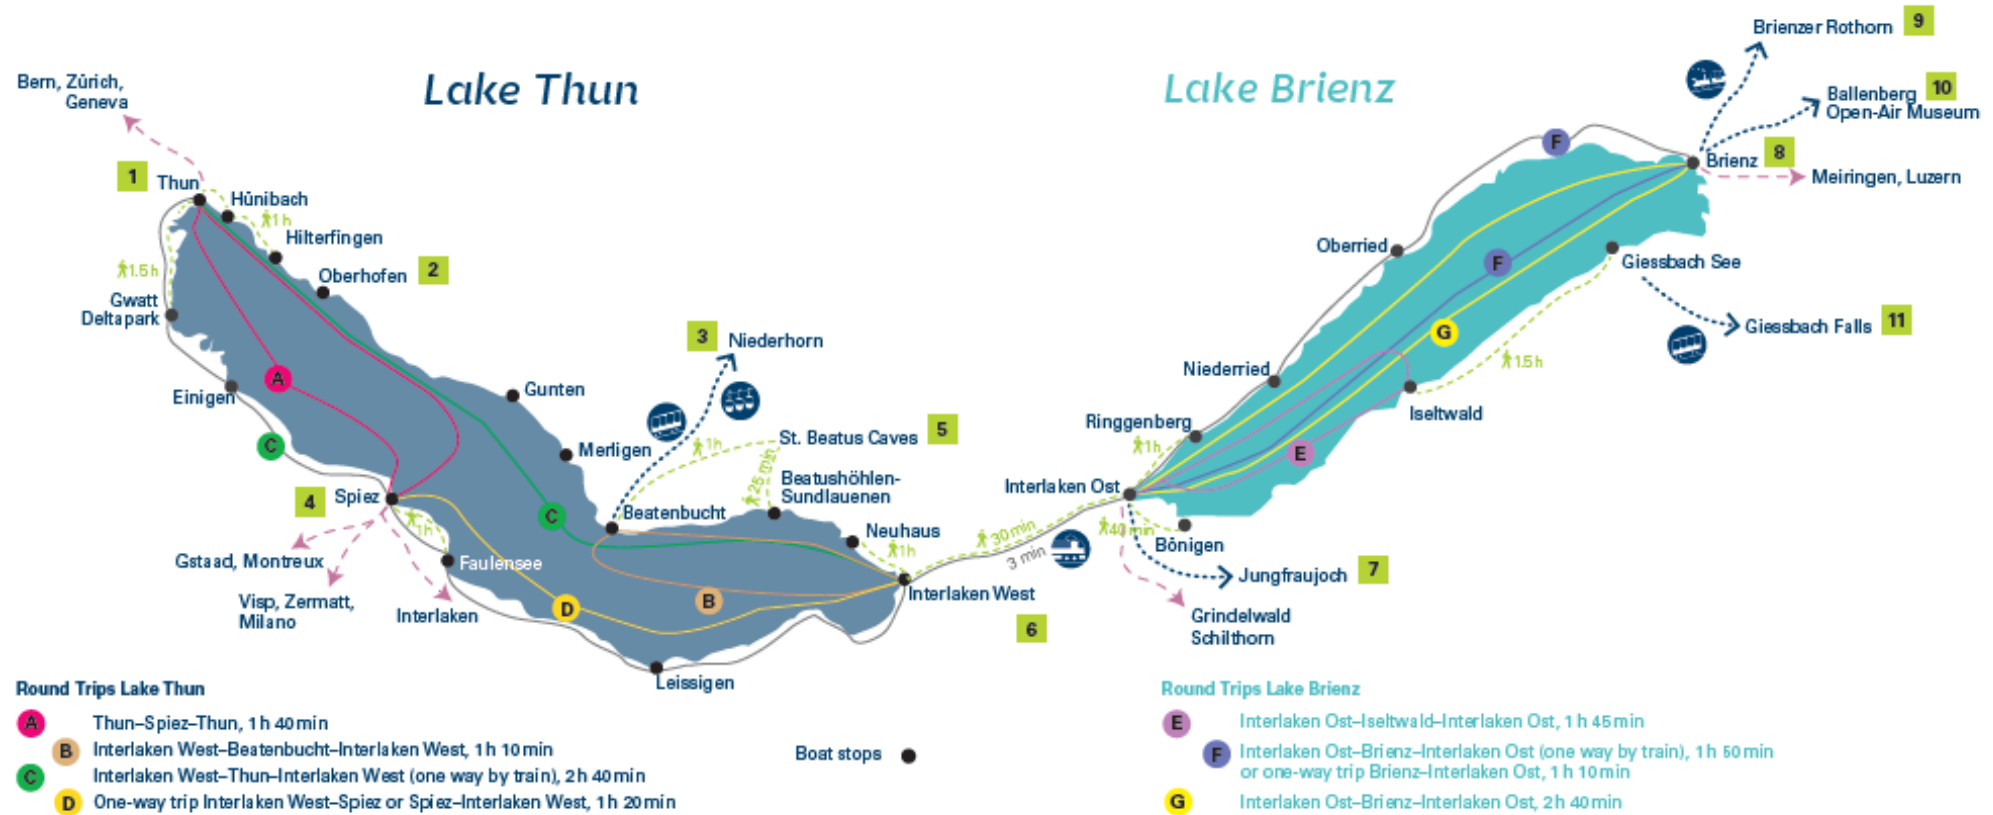 Lake Thun
Lake Brienz
Brienzer Rothorn 9
Bern, Zürich,
Geneva
Ballenberg 10
Open-Air Museum
F
Brienz 8
1 Thun
Meiringen, Luzern
Hünibach
1 h
Hilterfingen
Oberried
1.5 h
Oberhofen 2
F
Giessbach See
Gwatt
Deltapark
3 Niederhorn
G
Giessbach Falls 11
A
Einigen
Gunten
Niederried
1.5 h
Iseltwald
C
Merligen
1 h
St. Beatus Caves 5
Ringgenberg
1 h
E
25 min
Beatushöhlen-
Sundlauenen
4 Spiez
Interlaken Ost
C
Beatenbucht
1 h
Neuhaus
1 h
30 min
3 min
40 min
Bönigen
Gstaad, Montreux
Faulensee
Jungfraujoch 7
Visp, Zermatt,
Milano
Interlaken
D
B
Interlaken West
6
Grindelwald
Schilthorn
Leissigen
Round Trips Lake Thun
A Thun–Spiez–Thun, 1 h 40 min
B Interlaken West–Beatenbucht–Interlaken West, 1 h 10 min
C Interlaken West–Thun–Interlaken West (one way by train), 2 h 40 min
D One-way trip Interlaken West–Spiez or Spiez–Interlaken West, 1 h 20 min
Boat stops
Round Trips Lake Brienz
E Interlaken Ost–Iseltwald–Interlaken Ost, 1 h 45 min
F Interlaken Ost–Brienz–Interlaken Ost (one way by train), 1 h 50 min
or one-way trip Brienz–Interlaken Ost, 1 h 10 min
G Interlaken Ost–Brienz–Interlaken Ost, 2 h 40 min